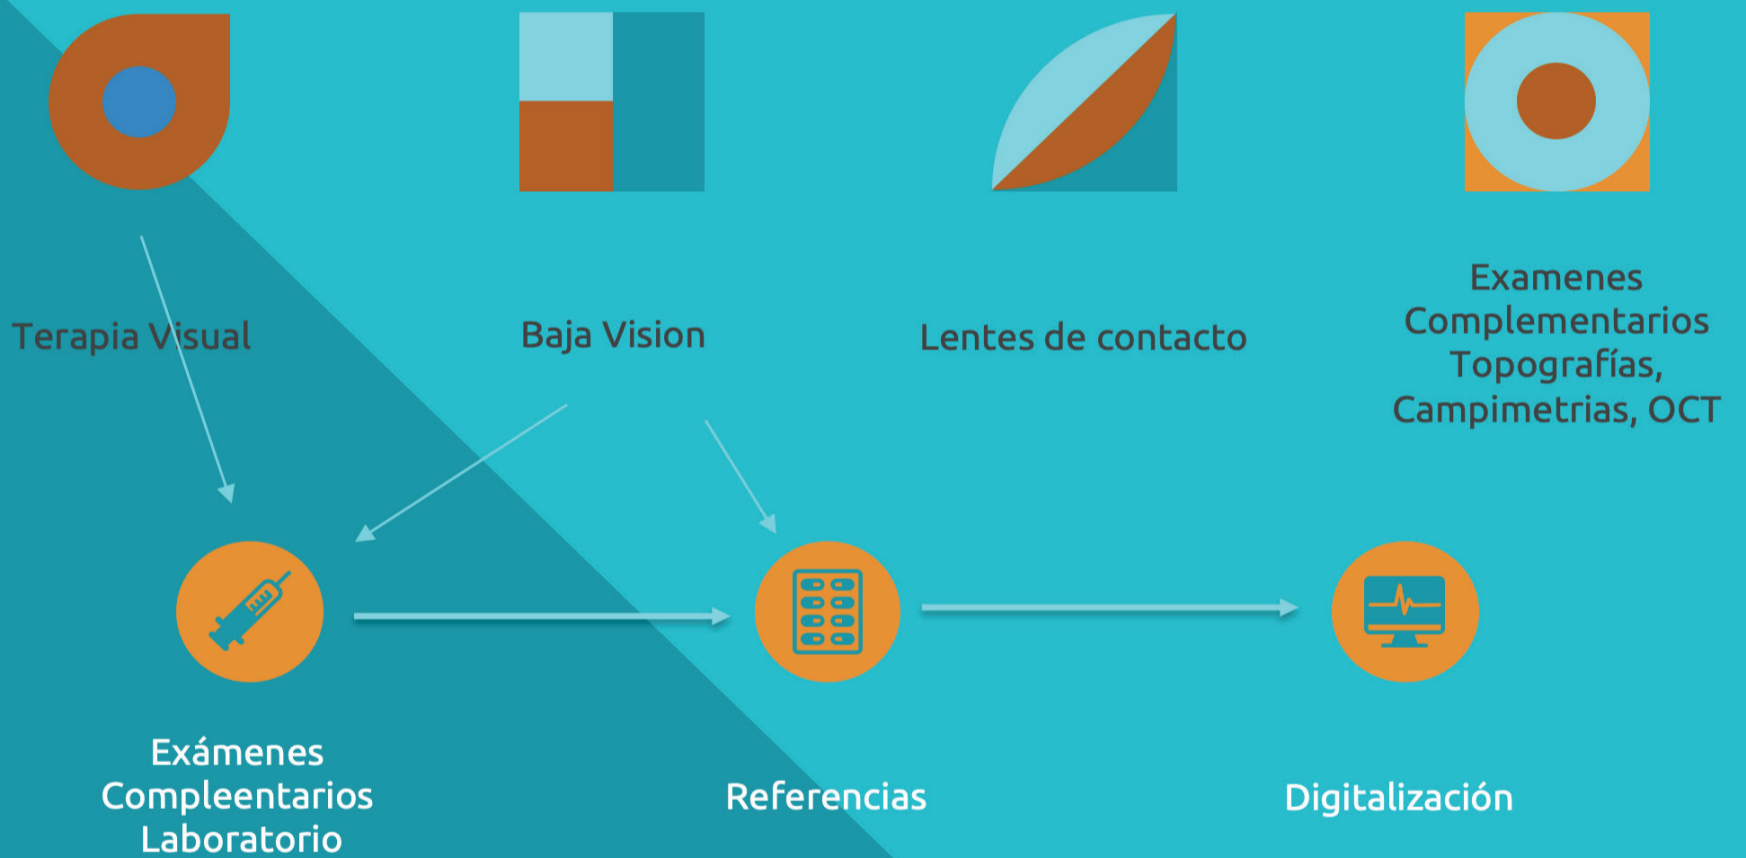 Terapia Visual
Baja Vision
Lentes de contacto
Examenes
Complementarios
Topografías,
Campimetrias, OCT
Exámenes
Compleentarios
Laboratorio
Referencias
Digitalización